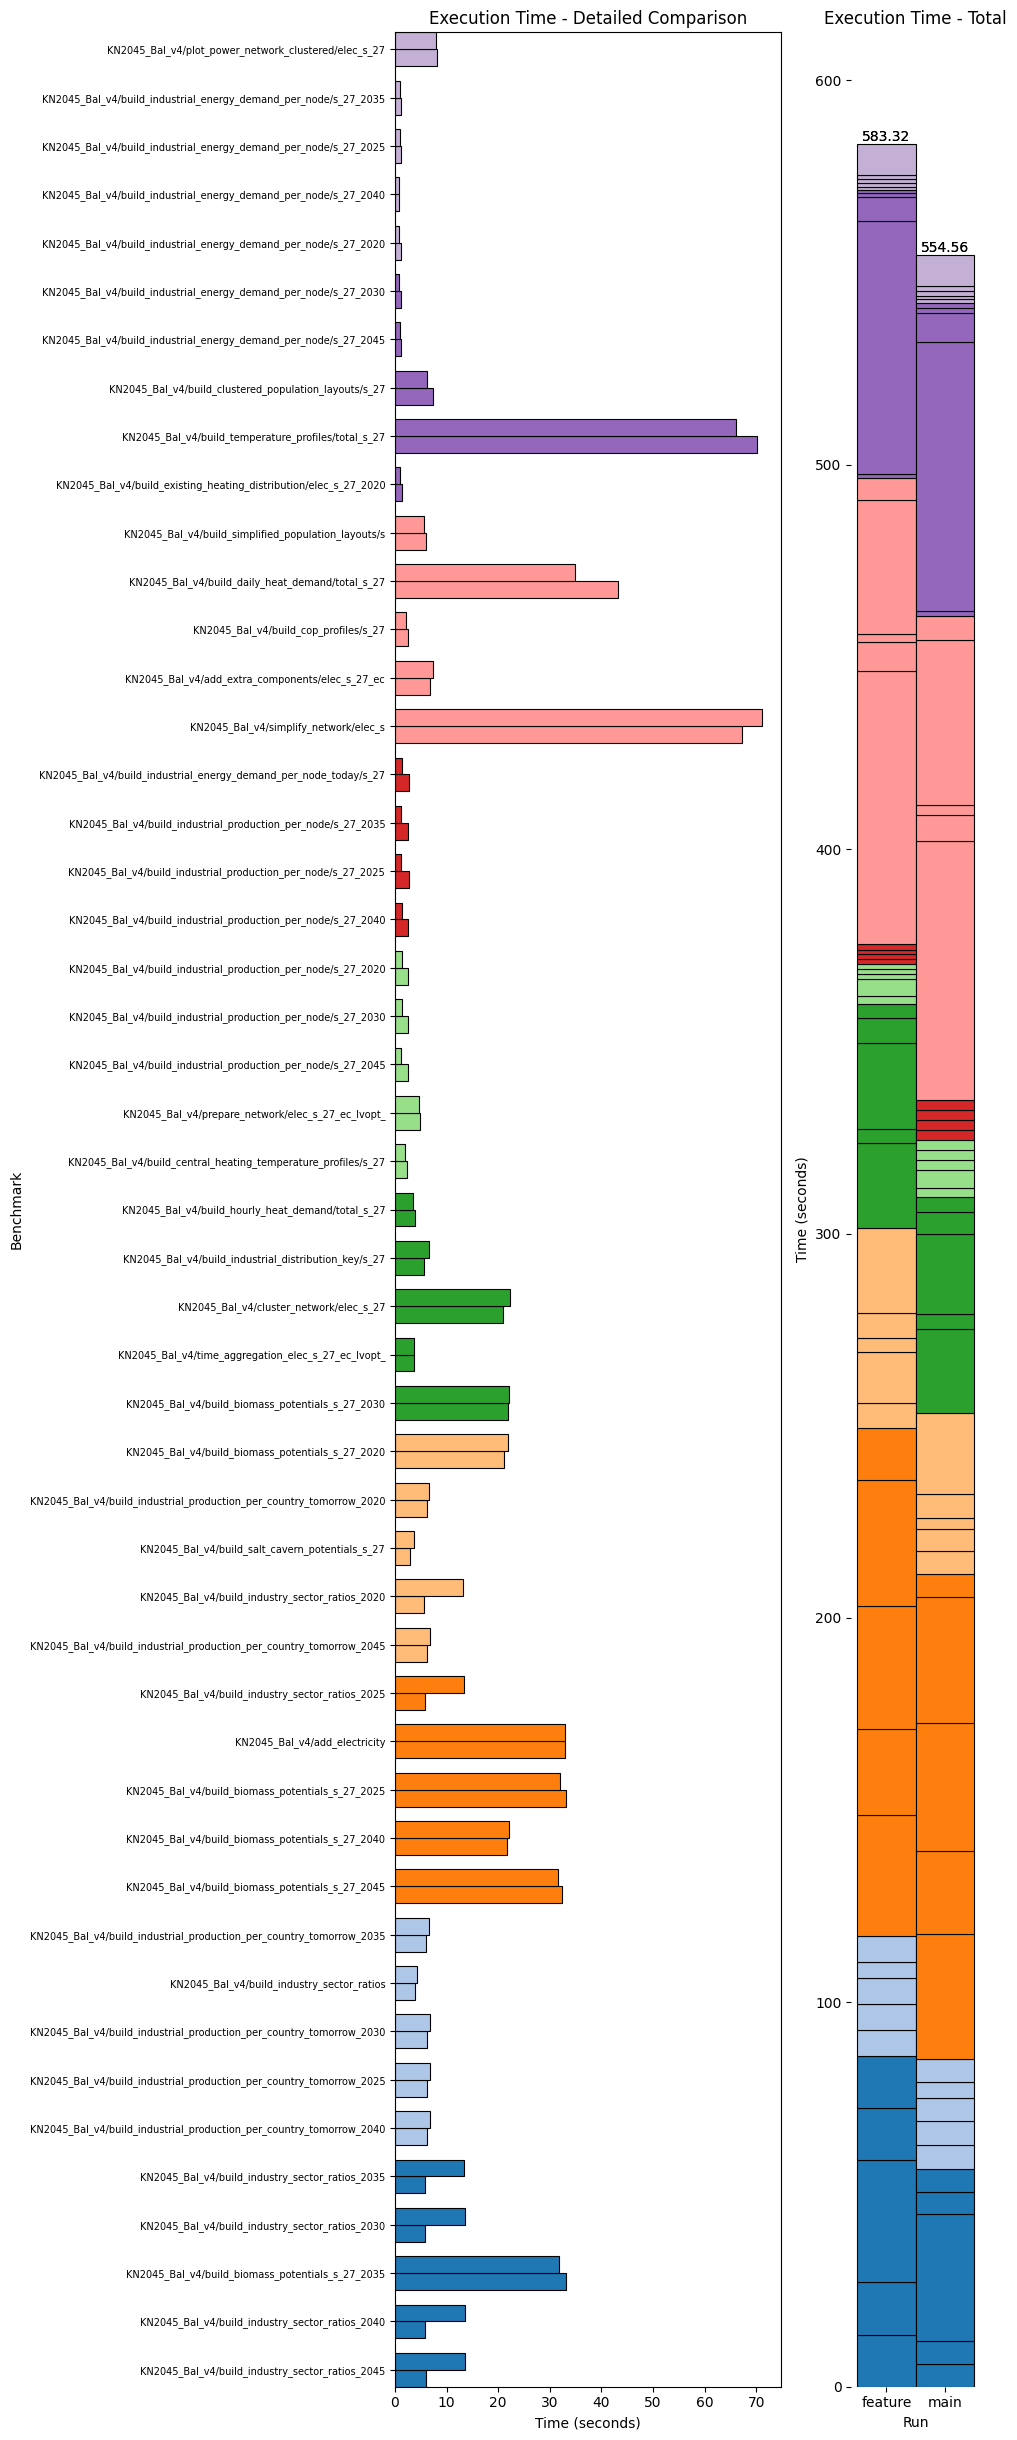 Execution Time - Detailed Comparison
Execution Time - Total
Benchmark
KN2045_Bal_v4/plot_power_network_clustered/elec_s_27
KN2045_Bal_v4/build_industrial_energy_demand_per_node/s_27_2035
KN2045_Bal_v4/build_industrial_energy_demand_per_node/s_27_2025
KN2045_Bal_v4/build_industrial_energy_demand_per_node/s_27_2040
KN2045_Bal_v4/build_industrial_energy_demand_per_node/s_27_2020
KN2045_Bal_v4/build_industrial_energy_demand_per_node/s_27_2030
KN2045_Bal_v4/build_industrial_energy_demand_per_node/s_27_2045
KN2045_Bal_v4/build_clustered_population_layouts/s_27
KN2045_Bal_v4/build_temperature_profiles/total_s_27
KN2045_Bal_v4/build_existing_heating_distribution/elec_s_27_2020
KN2045_Bal_v4/build_simplified_population_layouts/s
KN2045_Bal_v4/build_daily_heat_demand/total_s_27
KN2045_Bal_v4/build_cop_profiles/s_27
KN2045_Bal_v4/add_extra_components/elec_s_27_ec
KN2045_Bal_v4/simplify_network/elec_s
KN2045_Bal_v4/build_industrial_energy_demand_per_node_today/s_27
KN2045_Bal_v4/build_industrial_production_per_node/s_27_2035
KN2045_Bal_v4/build_industrial_production_per_node/s_27_2025
KN2045_Bal_v4/build_industrial_production_per_node/s_27_2040
KN2045_Bal_v4/build_industrial_production_per_node/s_27_2020
KN2045_Bal_v4/build_industrial_production_per_node/s_27_2030
KN2045_Bal_v4/build_industrial_production_per_node/s_27_2045
KN2045_Bal_v4/prepare_network/elec_s_27_ec_lvopt_
KN2045_Bal_v4/build_central_heating_temperature_profiles/s_27
KN2045_Bal_v4/build_hourly_heat_demand/total_s_27
KN2045_Bal_v4/build_industrial_distribution_key/s_27
KN2045_Bal_v4/cluster_network/elec_s_27
KN2045_Bal_v4/time_aggregation_elec_s_27_ec_lvopt_
KN2045_Bal_v4/build_biomass_potentials_s_27_2030
KN2045_Bal_v4/build_biomass_potentials_s_27_2020
KN2045_Bal_v4/build_industrial_production_per_country_tomorrow_2020
KN2045_Bal_v4/build_salt_cavern_potentials_s_27
KN2045_Bal_v4/build_industry_sector_ratios_2020
KN2045_Bal_v4/build_industrial_production_per_country_tomorrow_2045
KN2045_Bal_v4/build_industry_sector_ratios_2025
KN2045_Bal_v4/add_electricity
KN2045_Bal_v4/build_biomass_potentials_s_27_2025
KN2045_Bal_v4/build_biomass_potentials_s_27_2040
KN2045_Bal_v4/build_biomass_potentials_s_27_2045
KN2045_Bal_v4/build_industrial_production_per_country_tomorrow_2035
KN2045_Bal_v4/build_industry_sector_ratios
KN2045_Bal_v4/build_industrial_production_per_country_tomorrow_2030
KN2045_Bal_v4/build_industrial_production_per_country_tomorrow_2025
KN2045_Bal_v4/build_industrial_production_per_country_tomorrow_2040
KN2045_Bal_v4/build_industry_sector_ratios_2035
KN2045_Bal_v4/build_industry_sector_ratios_2030
KN2045_Bal_v4/build_biomass_potentials_s_27_2035
KN2045_Bal_v4/build_industry_sector_ratios_2040
KN2045_Bal_v4/build_industry_sector_ratios_2045
0 10 20 30 40 50 60 70
Time (seconds)
Time (seconds)
600
500
400
300
200
100
0
583.32
554.56
feature main
Run